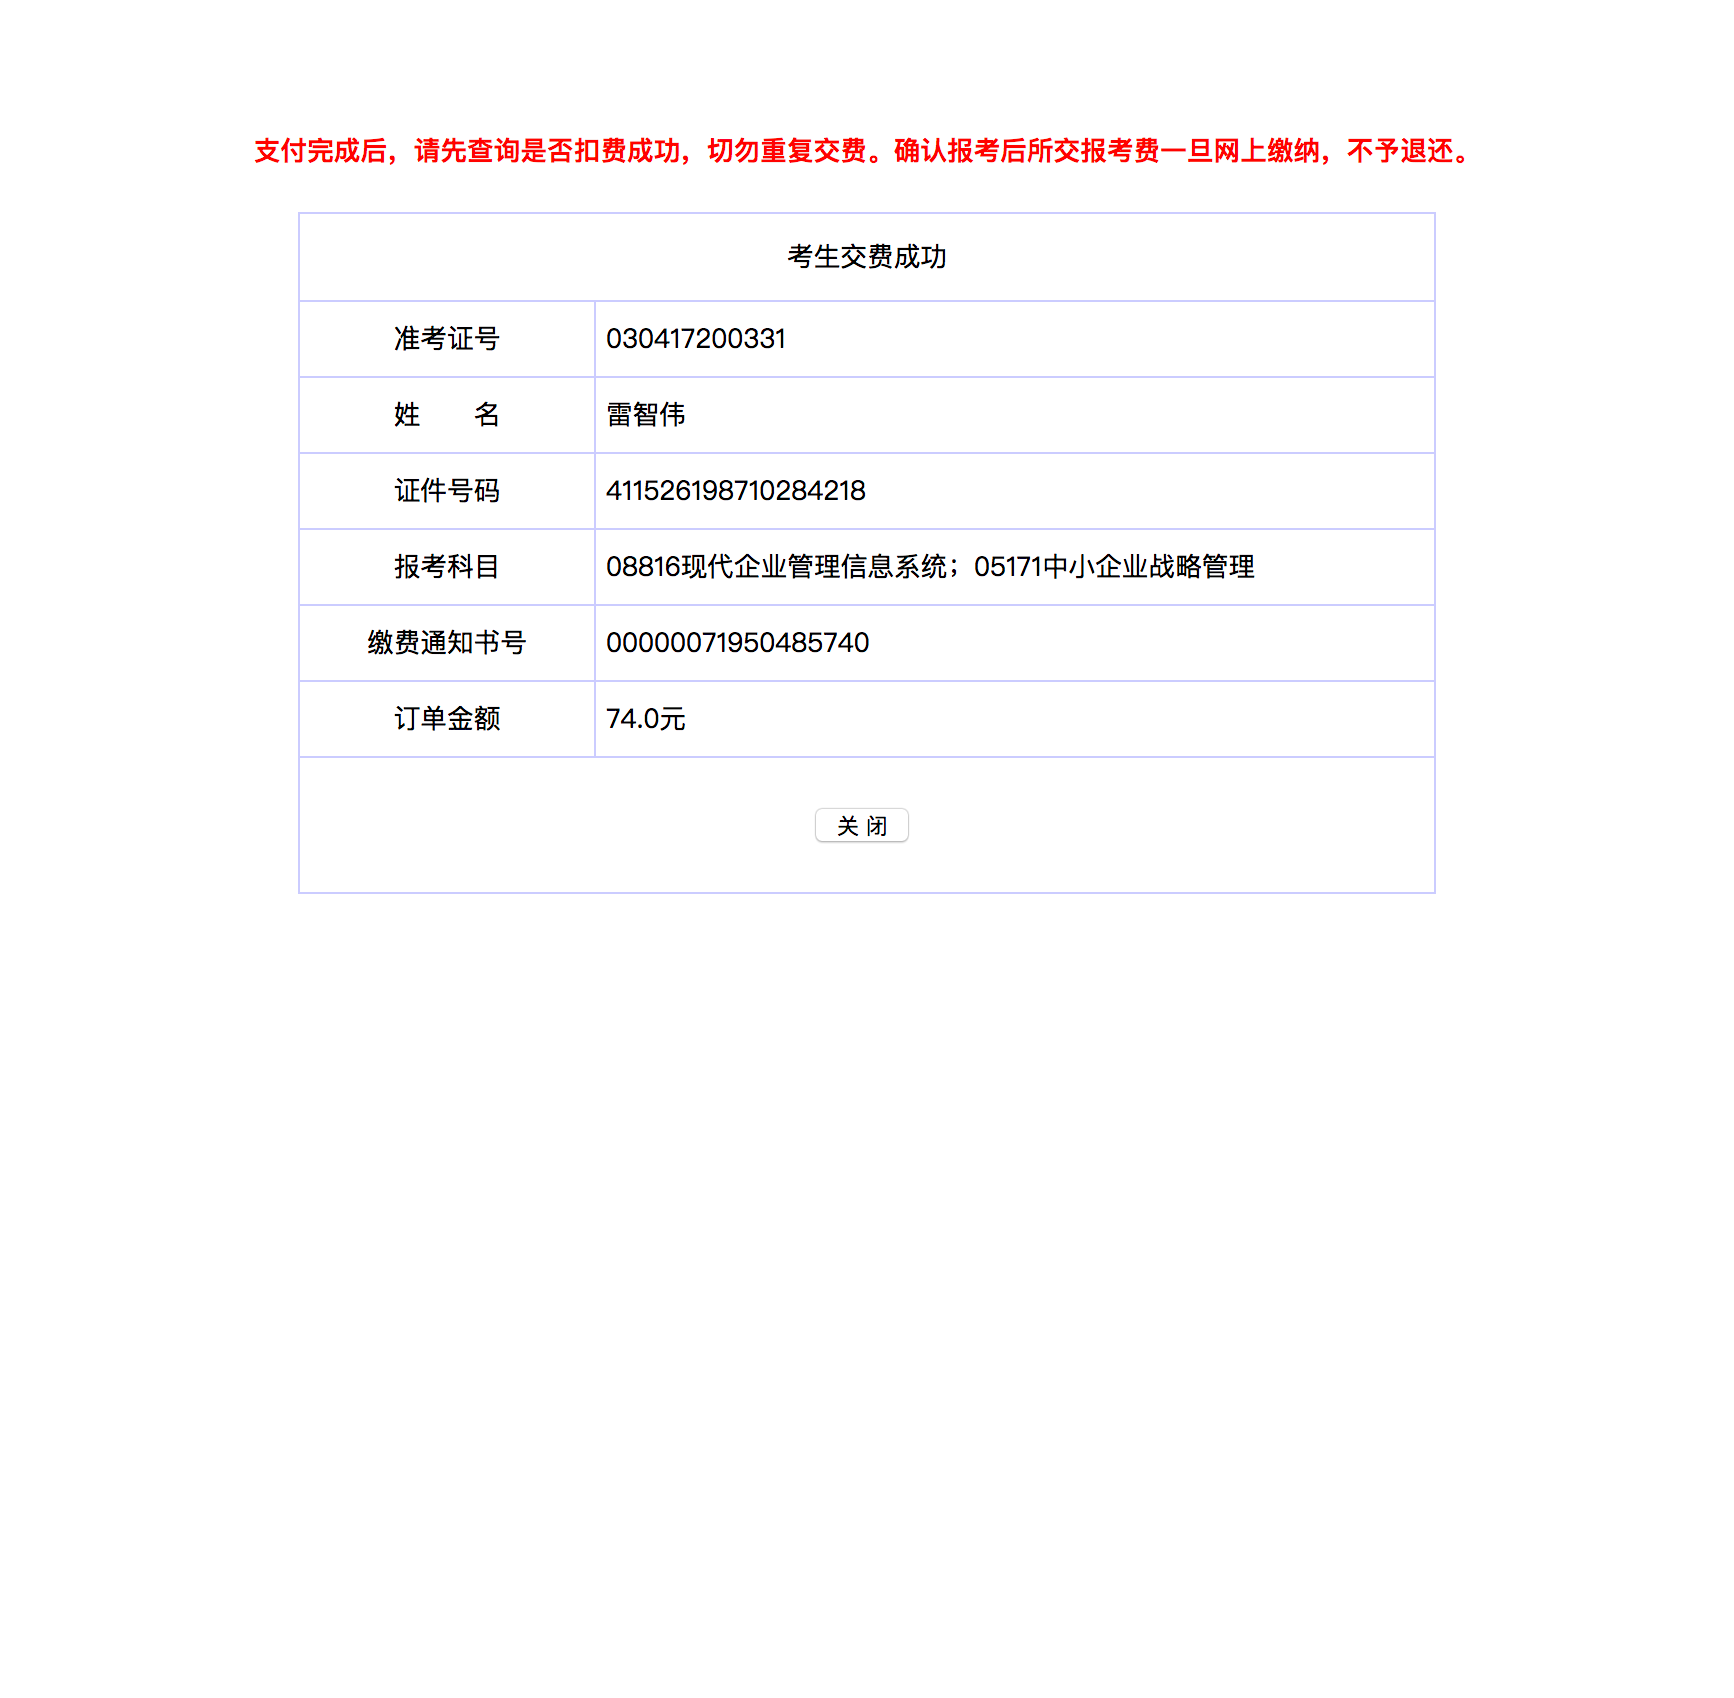 支付完成后，请先查询是否扣费成功，切勿重复交费。确认报考后所交报考费一旦网上缴纳，不予退还。
考生交费成功
准考证号 030417200331
姓　　名 雷智伟
证件号码 411526198710284218
报考科目 08816现代企业管理信息系统；05171中小企业战略管理
缴费通知书号 00000071950485740
订单金额 74.0元
关 闭